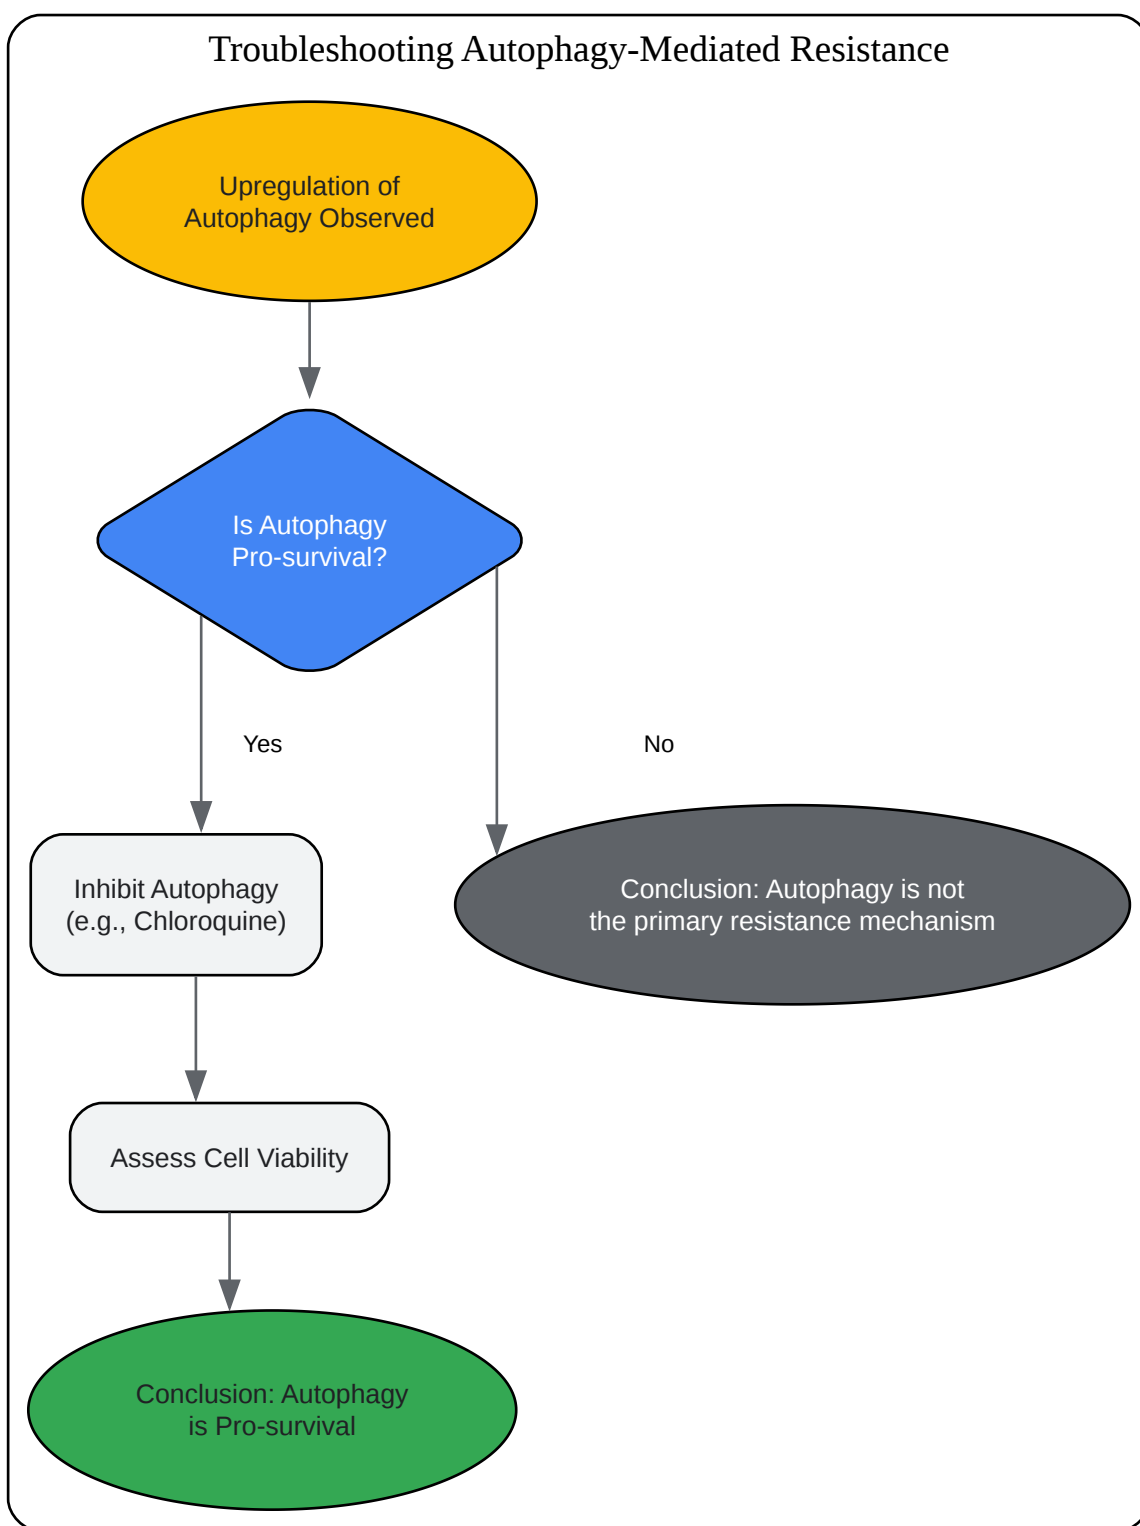 Troubleshooting Autophagy-Mediated Resistance
Upregulation of
Autophagy Observed
Is Autophagy
Pro-survival?
Yes
No
Inhibit Autophagy
(e.g., Chloroquine)
Conclusion: Autophagy is not
the primary resistance mechanism
Assess Cell Viability
Conclusion: Autophagy
is Pro-survival